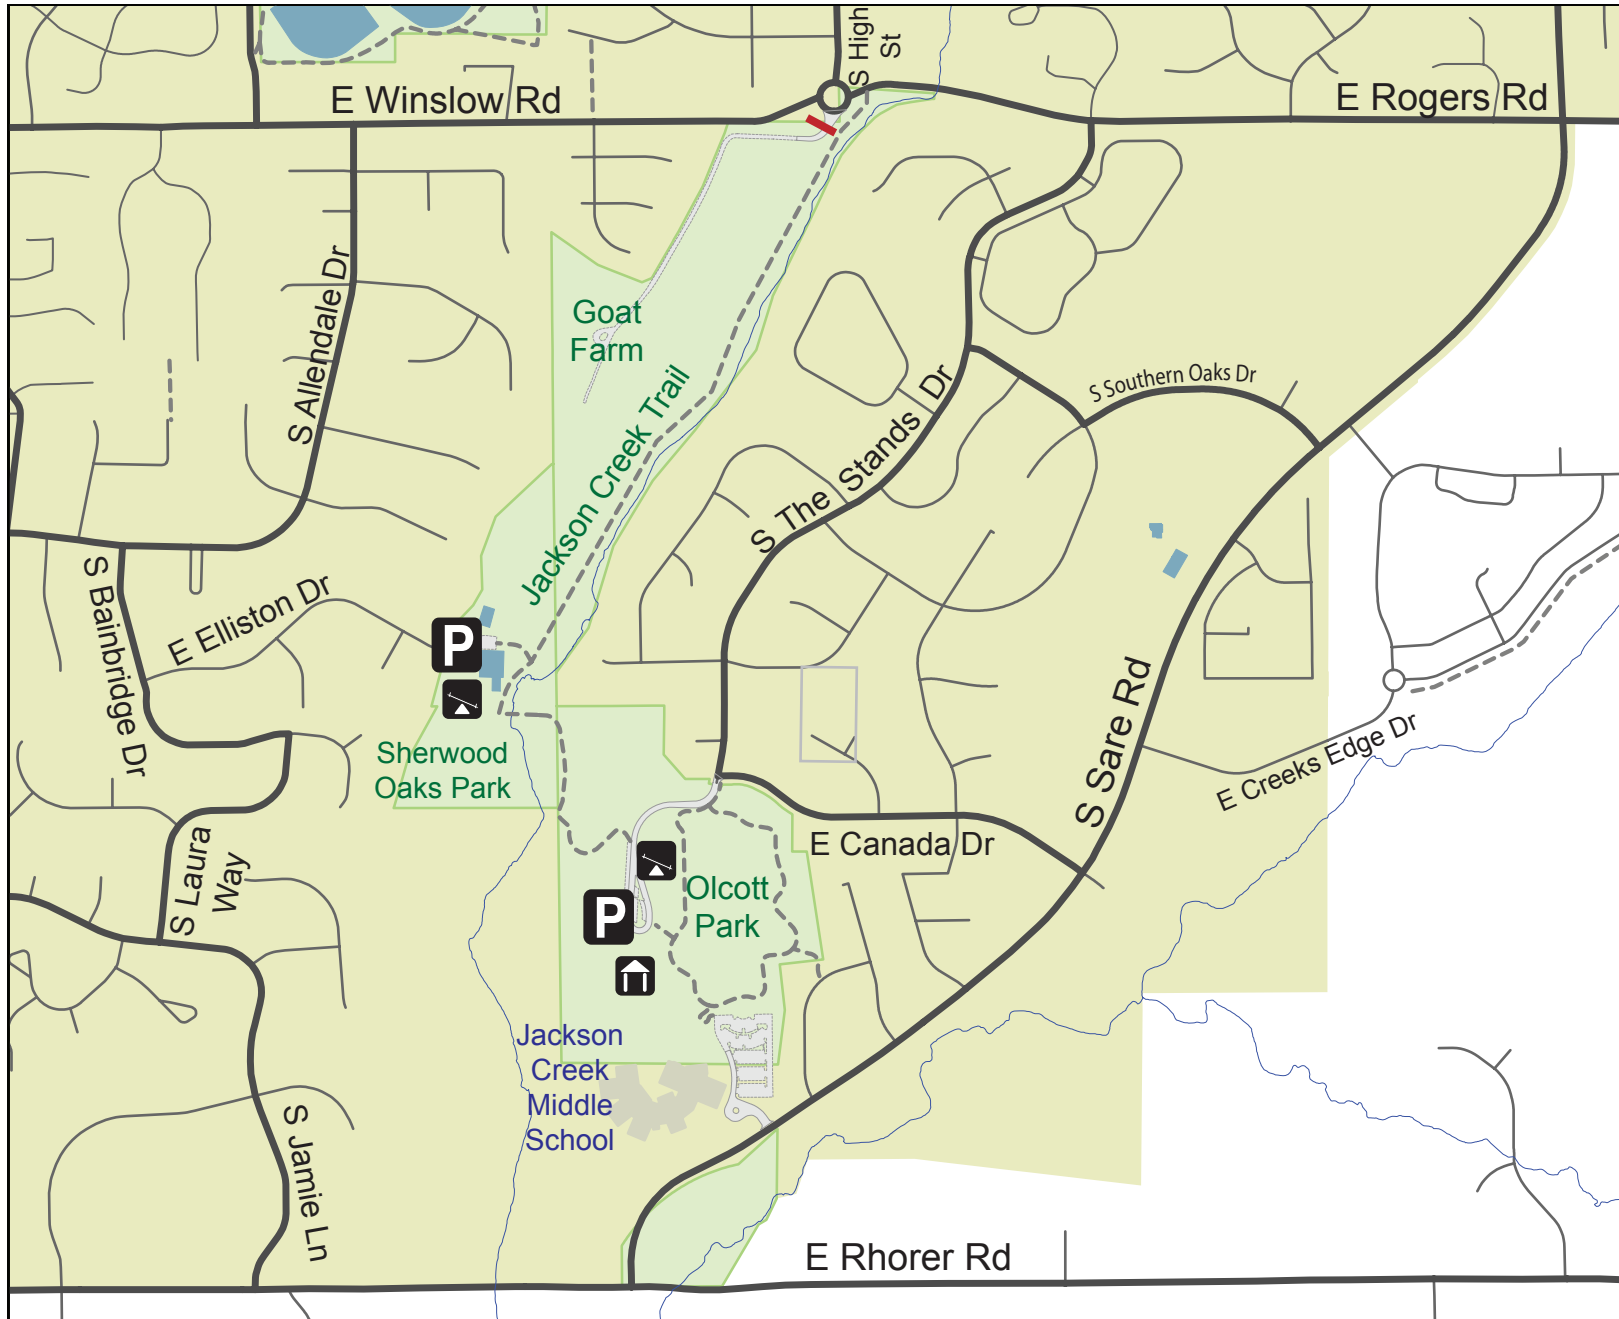 S High
St
E Winslow Rd
E Rogers Rd
S Allendale Dr
Goat
Farm
Jackson Creek Trail
S Southern Oaks Dr
S The Stands Dr
S Bainbridge Dr
E Elliston Dr
P
S Sare Rd
E Creeks Edge Dr
Sherwood
Oaks Park
E Canada Dr
S Laura
Way
Olcott
Park
P
Jackson
Creek
Middle
School
S Jamie Ln
E Rhorer Rd